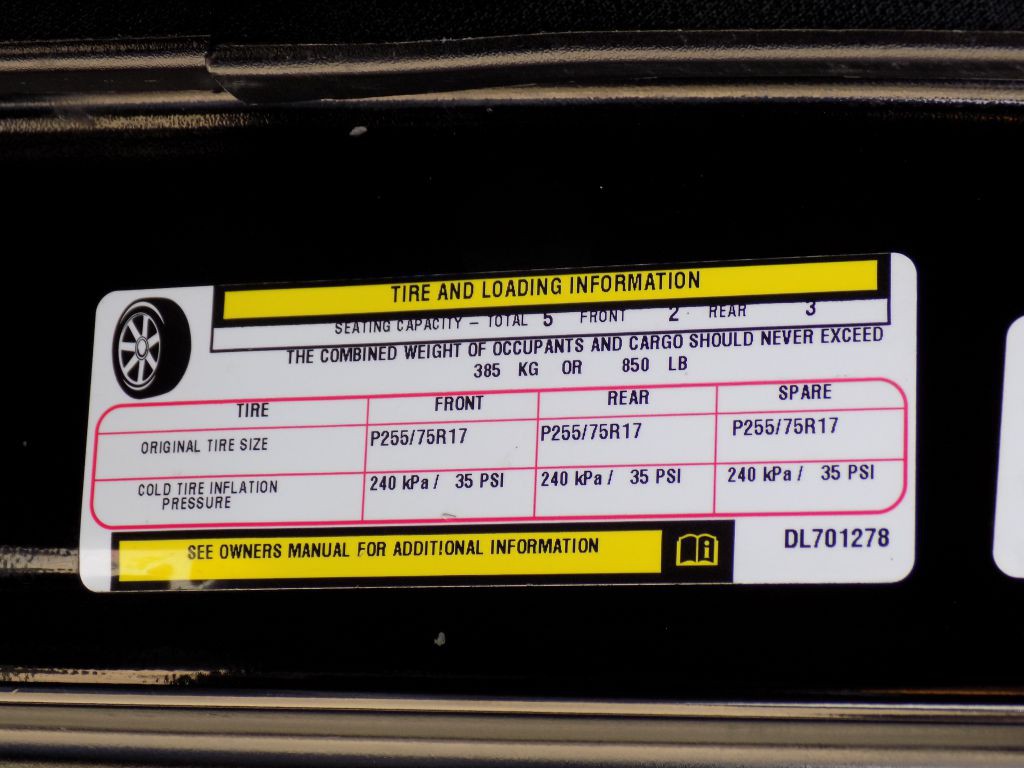 TIRE AND LOADING INFORMATION
SEATING CAPACITY – TOTAL 5 FRONT 2 REAR 3
THE COMBINED WEIGHT OF OCCUPANTS AND CARGO SHOULD NEVER EXCEED
385 KG OR 850 LB
TIRE FRONT REAR SPARE
ORIGINAL TIRE SIZE P255/75R17 P255/75R17 P255/75R17
COLD TIRE INFLATION PRESSURE 240 kPa / 35 PSI 240 kPa / 35 PSI 240 kPa / 35 PSI
SEE OWNERS MANUAL FOR ADDITIONAL INFORMATION
DL701278